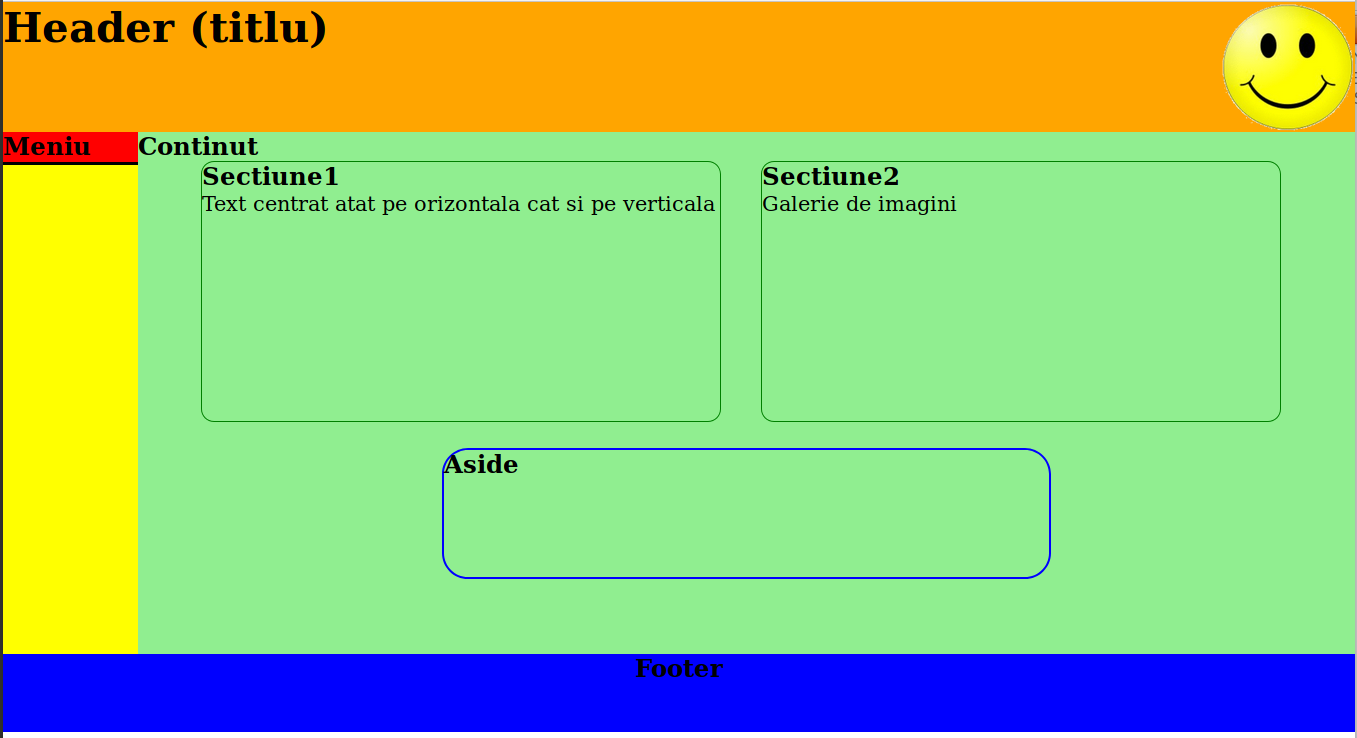 Header (titlu)
Meniu
Continut
Sectiune1
Text centrat atat pe orizontala cat si pe verticala
Sectiune2
Galerie de imagini
Aside
Footer